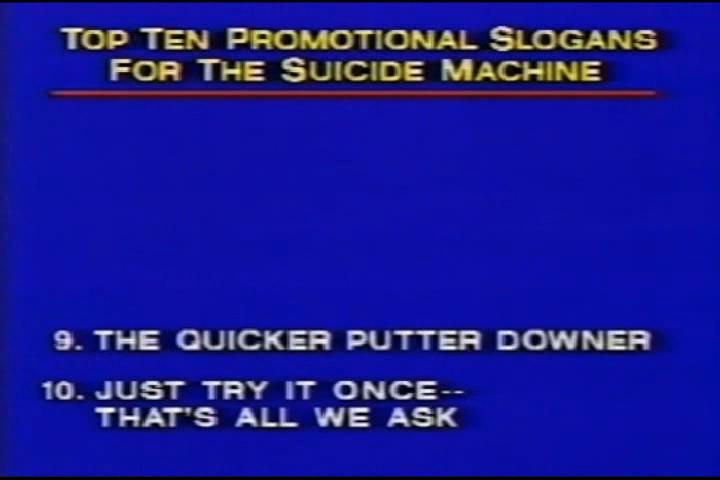 TOP TEN PROMOTIONAL SLOGANS
FOR THE SUICIDE MACHINE
9. THE QUICKER PUTTER DOWNER
10. JUST TRY IT ONCE--
THAT'S ALL WE ASK